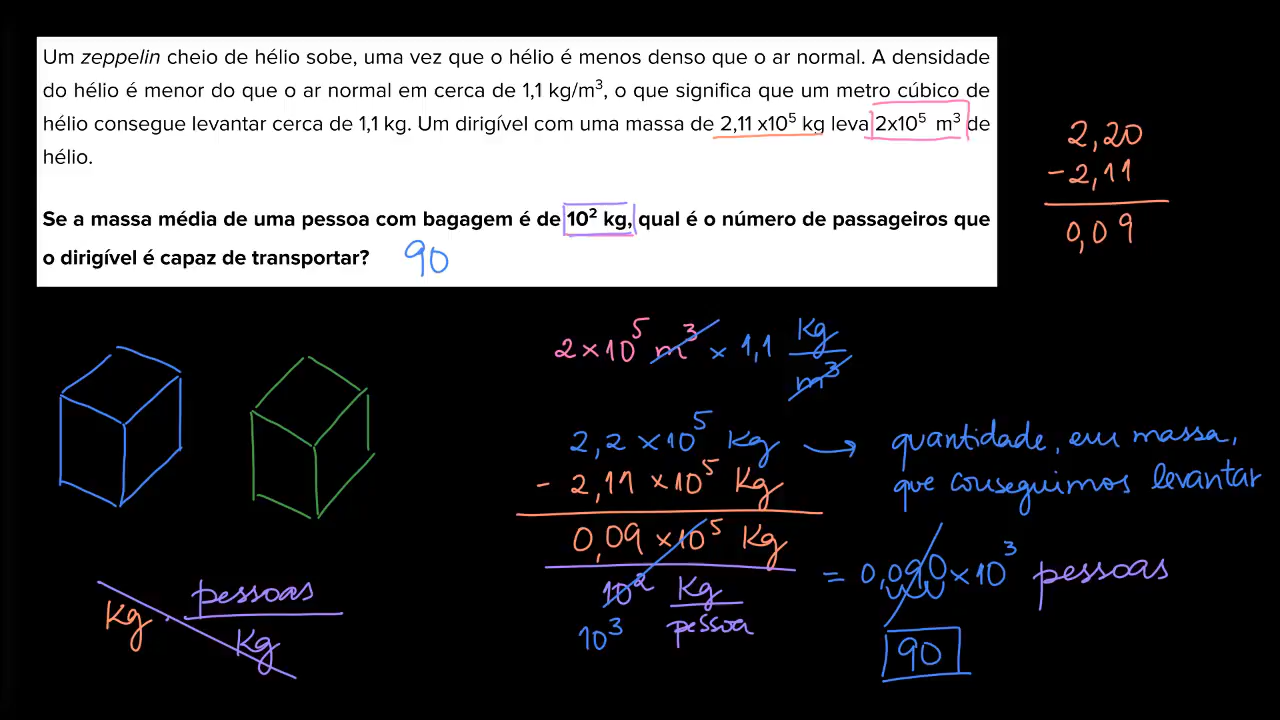 Um zeppelin cheio de hélio sobe, uma vez que o hélio é menos denso que o ar normal. A densidade
do hélio é menor do que o ar normal em cerca de 1,1 kg/m³, o que significa que um metro cúbico de
hélio consegue levantar cerca de 1,1 kg. Um dirigível com uma massa de 2,11 x10⁵ kg leva 2x10⁵ m³ de
hélio.
Se a massa média de uma pessoa com bagagem é de 10² kg, qual é o número de passageiros que
o dirigível é capaz de transportar? 90
2,20
- 2,11
0,09
2 × 10⁵ m³ × 1,1 Kg
m³
2,2 × 10⁵ Kg → quantidade, em massa,
que conseguimos levantar
- 2,11 × 10⁵ Kg
0,09 × 10⁵ Kg
10² Kg
pessoa
10³
= 0,090 × 10³ pessoas
90
Kg · pessoas
Kg